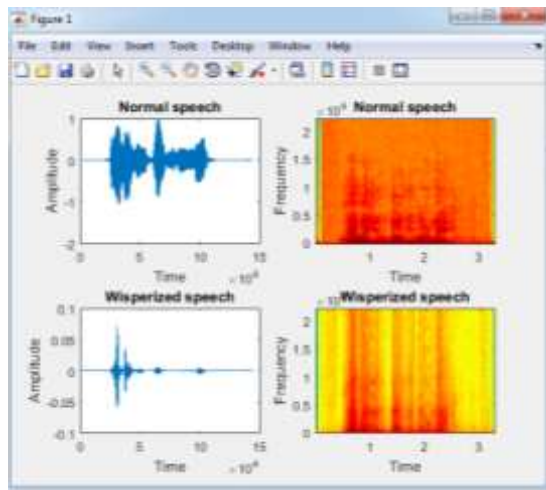 Figure 1
File Edit View Insert Tools Desktop Window Help
Normal speech
Amplitude
1
0
-1
-2
0 5 10 15
Time
Normal speech
Frequency
2
1.5
1
0.5
0
1 2 3
Time
Wisperized speech
Amplitude
0.1
0.05
0
-0.05
-0.1
0 5 10 15
Time
Wisperized speech
Frequency
2
1.5
1
0.5
0
1 2 3
Time